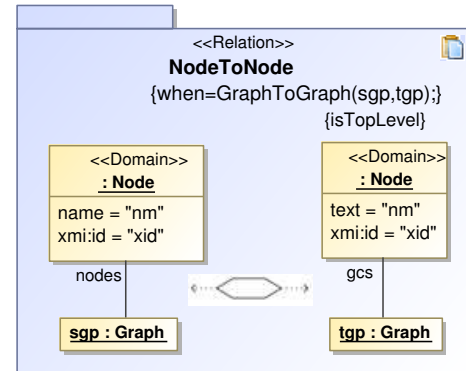 <<Relation>>
NodeToNode
{when=GraphToGraph(sgp,tgp);}
{isTopLevel}
<<Domain>>
: Node
name = "nm"
xmi:id = "xid"
nodes
sgp : Graph
<<Domain>>
: Node
text = "nm"
xmi:id = "xid"
gcs
tgp : Graph